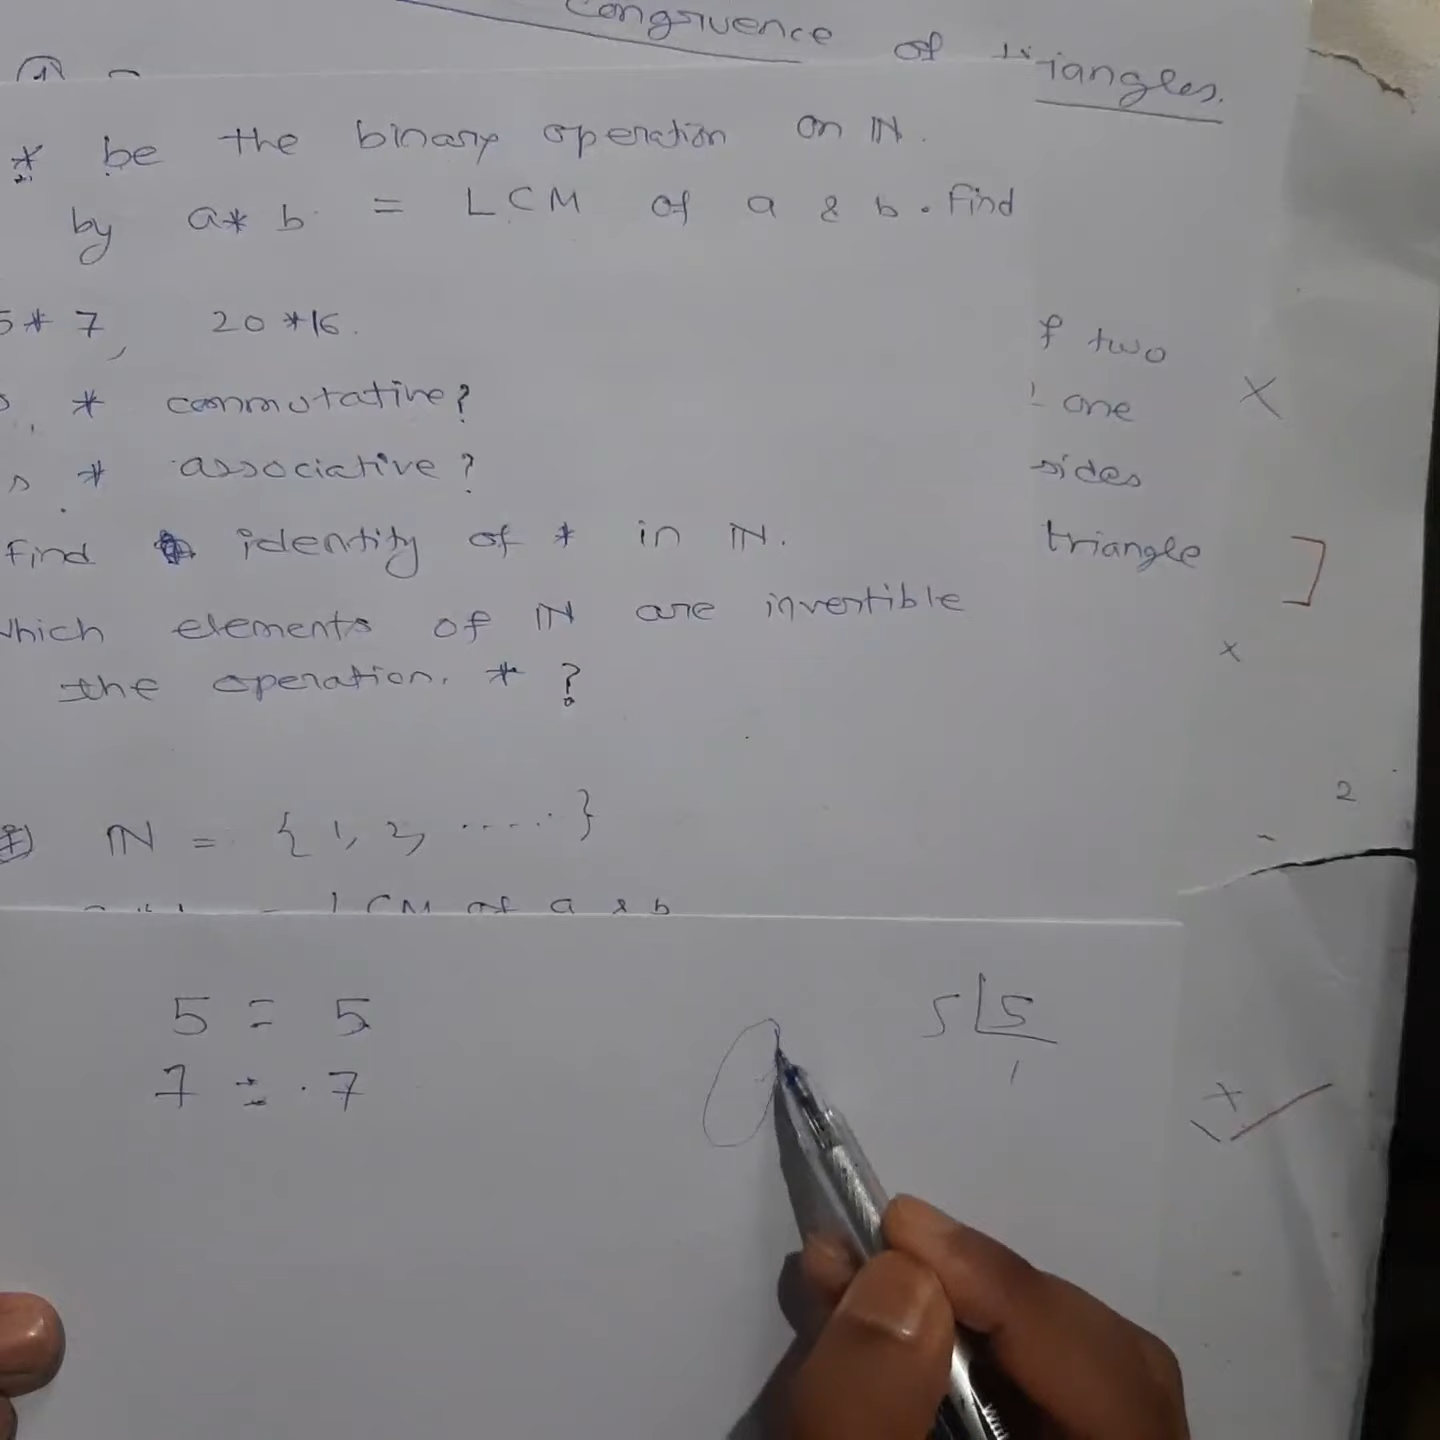 Congruence of triangles.
* be the binary operation on ℕ.
by a * b = LCM of a & b. Find
5 * 7, 20 * 16.
* commutative?
* associative?
Find identity of * in ℕ.
which elements of ℕ are invertible
the operation. * ?
f two
one
sides
triangle
2
ℕ = { 1, 2, ..... }
LCM of a & b
5 = 5
7 = 7
5 5
1